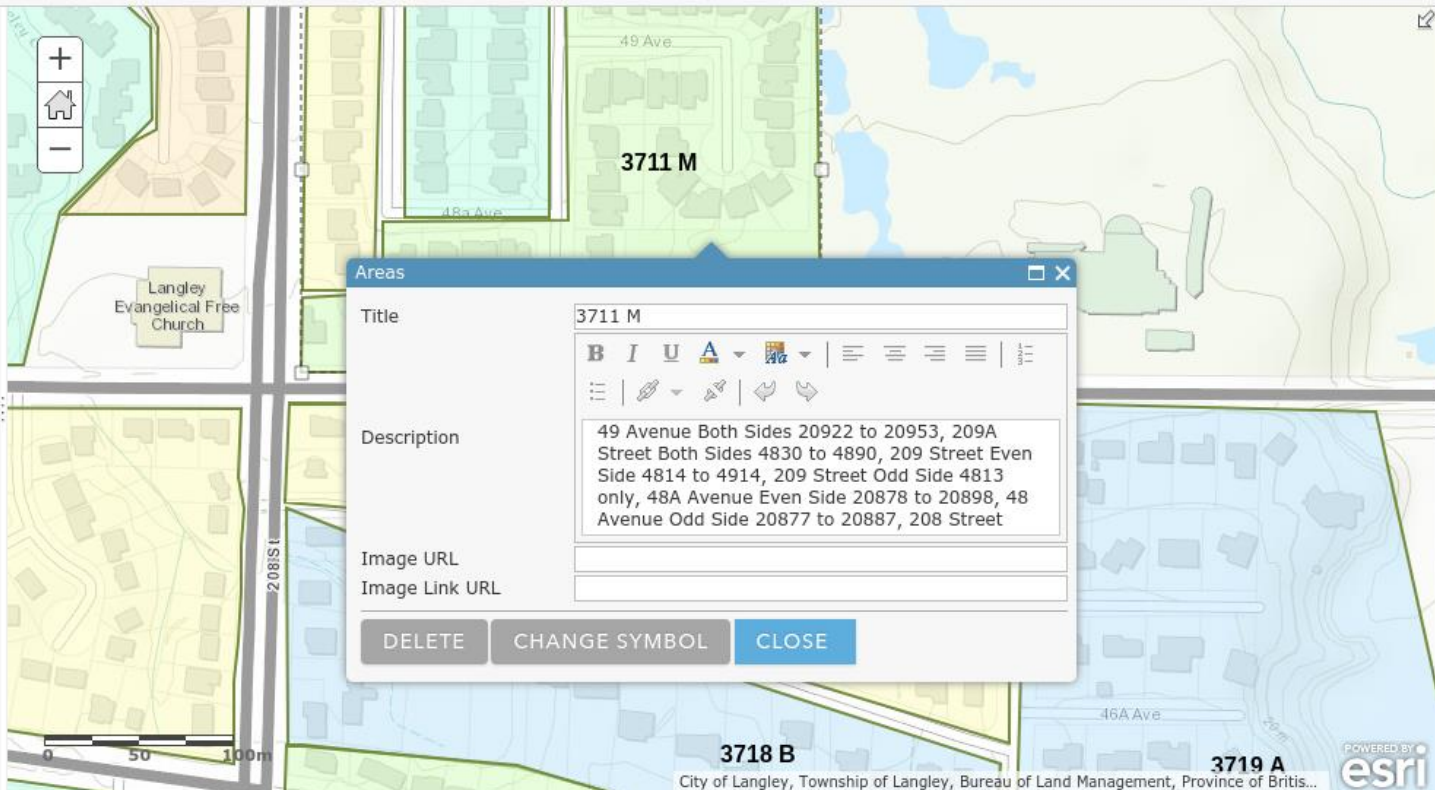 49 Ave
3711 M
48a Ave
Langley
Evangelical Free
Church
Areas
Title
3711 M
B I U A Aa
Description
49 Avenue Both Sides 20922 to 20953, 209A
Street Both Sides 4830 to 4890, 209 Street Even
Side 4814 to 4914, 209 Street Odd Side 4813
only, 48A Avenue Even Side 20878 to 20898, 48
Avenue Odd Side 20877 to 20887, 208 Street
Image URL
Image Link URL
DELETE CHANGE SYMBOL CLOSE
208 St
46A Ave
20 m
0 50 100m
3718 B
3719 A
City of Langley, Township of Langley, Bureau of Land Management, Province of Britis...
POWERED BY
esri